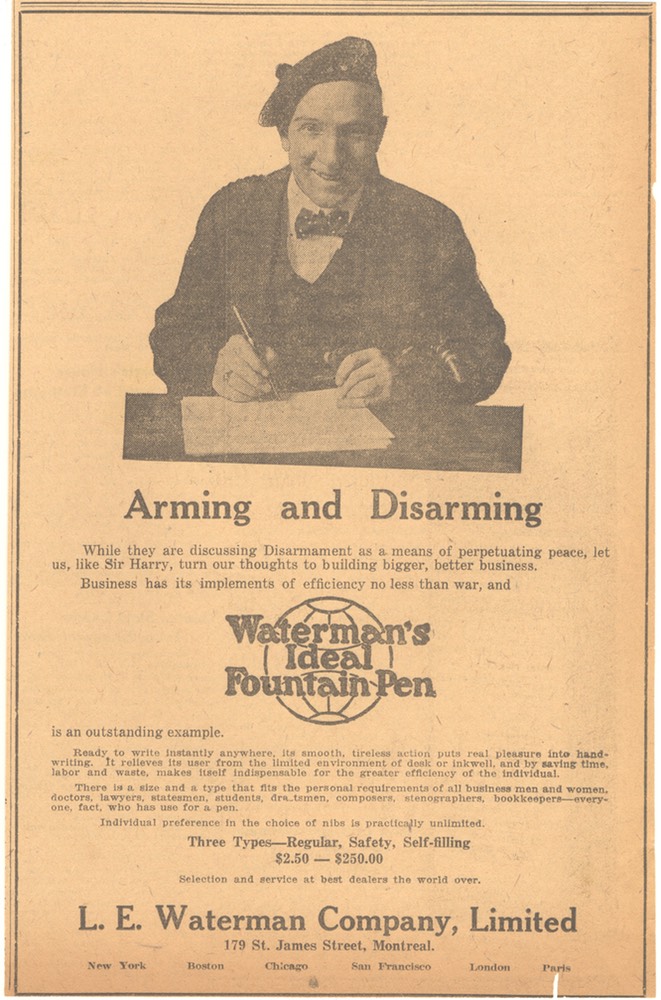 Arming and Disarming
While they are discussing Disarmament as a means of perpetuating peace, let
us, like Sir Harry, turn our thoughts to building bigger, better business.
Business has its implements of efficiency no less than war, and
Waterman's
Ideal
Fountain Pen
is an outstanding example.
Ready to write instantly anywhere, its smooth, tireless action puts real pleasure into hand-
writing. It relieves its user from the limited environment of desk or inkwell, and by saving time,
labor and waste, makes itself indispensable for the greater efficiency of the individual.
There is a size and a type that fits the personal requirements of all business men and women,
doctors, lawyers, statesmen, students, dra.tsmen, composers, stenographers, bookkeepers—every-
one, fact, who has use for a pen.
Individual preference in the choice of nibs is practically unlimited.
Three Types—Regular, Safety, Self-filling
$2.50 — $250.00
Selection and service at best dealers the world over.
L. E. Waterman Company, Limited
179 St. James Street, Montreal.
New York Boston Chicago San Francisco London Paris